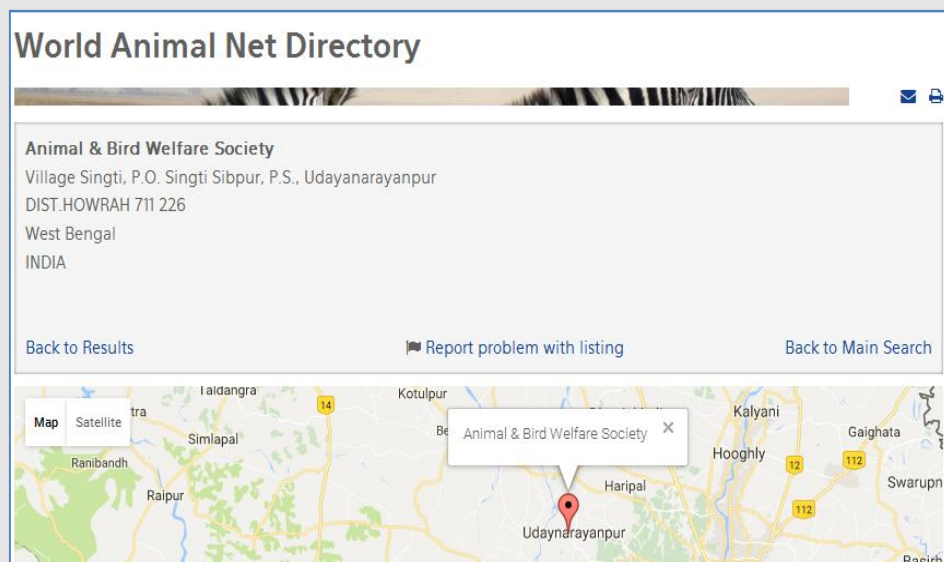 World Animal Net Directory
Animal & Bird Welfare Society
Village Singti, P.O. Singti Sibpur, P.S., Udayanarayanpur
DIST.HOWRAH 711 226
West Bengal
INDIA
Back to Results
Report problem with listing
Back to Main Search
Taldangra
14
Kotulpur
Map
Satellite
tra
Be
Animal & Bird Welfare Society
Kalyani
Gaighata
Simlapal
Hooghly
Ranibandh
12
112
Haripal
Swarupn
Raipur
112
Udaynarayanpur